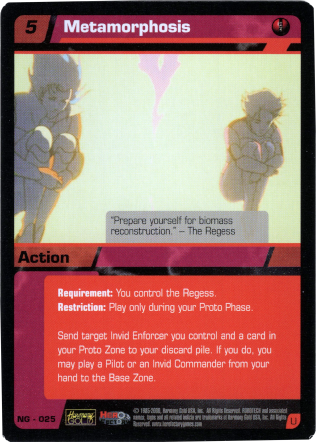 5
Metamorphosis
"Prepare yourself for biomass
reconstruction." – The Regess
Action
Requirement: You control the Regess.
Restriction: Play only during your Proto Phase.
Send target Invid Enforcer you control and a card
in your Proto Zone to your discard pile. If you do, you
may play a Pilot or an Invid Commander from
your hand to the Base Zone.
NG - 025
Harmony
GOLD
U